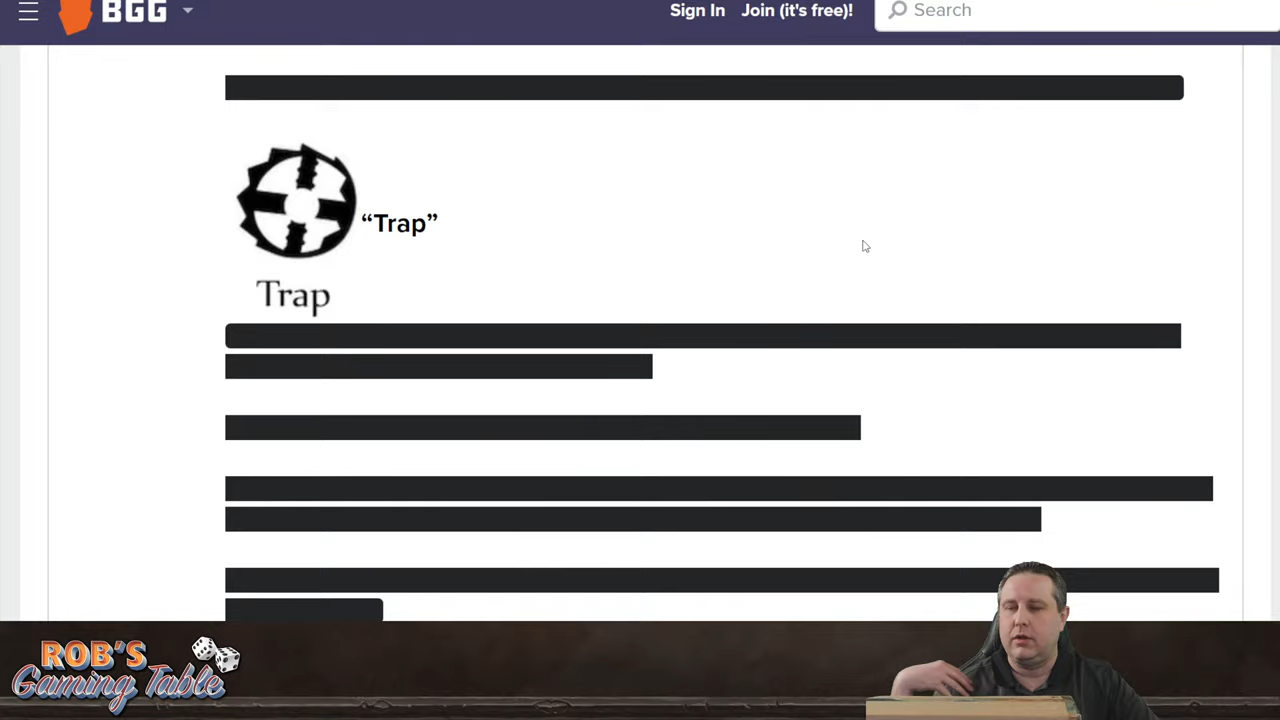 BGG
Sign In
Join (it's free)!
Search
“Trap”
Trap
ROB'S
Gaming Table